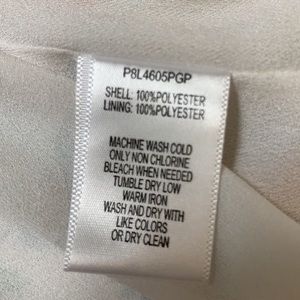 P8L4605PGP
SHELL: 100%POLYESTER
LINING: 100%POLYESTER
MACHINE WASH COLD
ONLY NON CHLORINE
BLEACH WHEN NEEDED
TUMBLE DRY LOW
WARM IRON
WASH AND DRY WITH
LIKE COLORS
OR DRY CLEAN